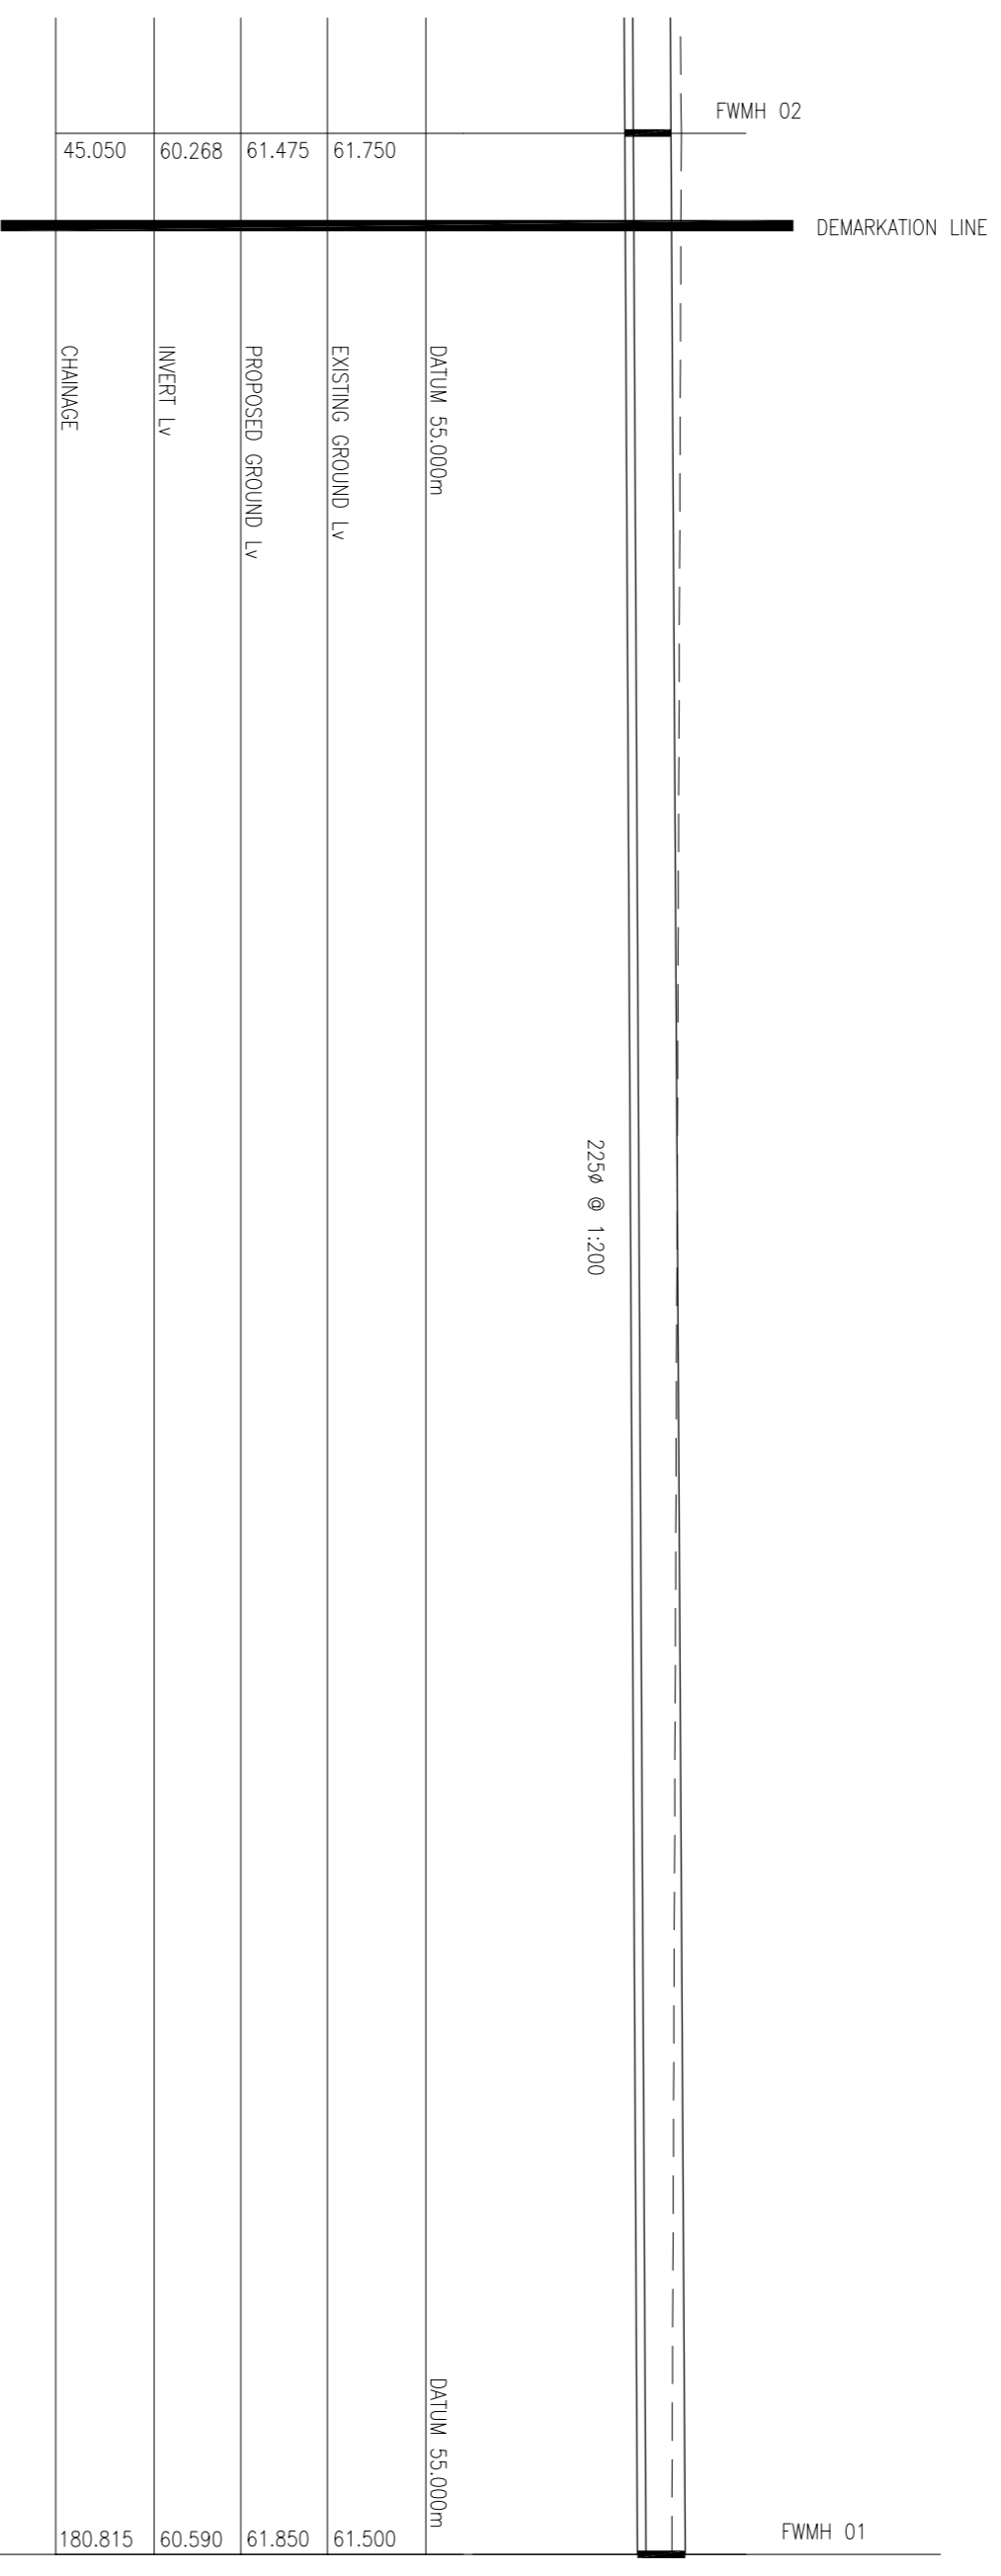 FWMH 02
45.050 60.268 61.475 61.750
DEMARKATION LINE
CHAINAGE
INVERT Lv
PROPOSED GROUND Lv
EXISTING GROUND Lv
DATUM 55.000m
225ø @ 1:200
DATUM 55.000m
FWMH 01
180.815 60.590 61.850 61.500